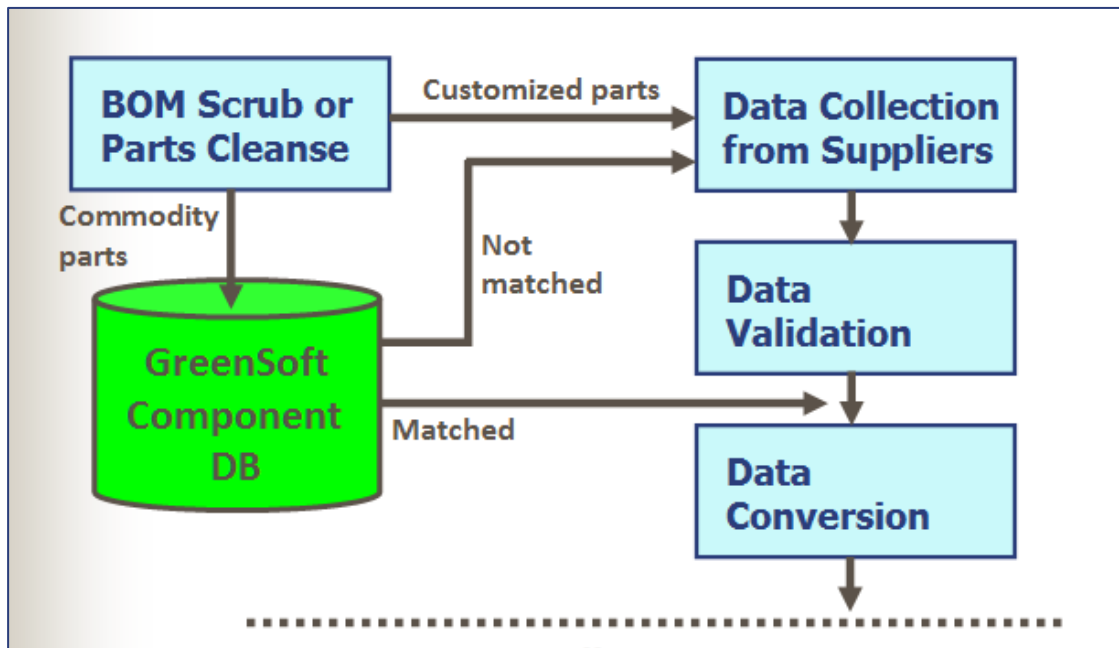 BOM Scrub or
Parts Cleanse
Customized parts
Data Collection
from Suppliers
Commodity
parts
Not
matched
Data
Validation
GreenSoft
Component
DB
Matched
Data
Conversion